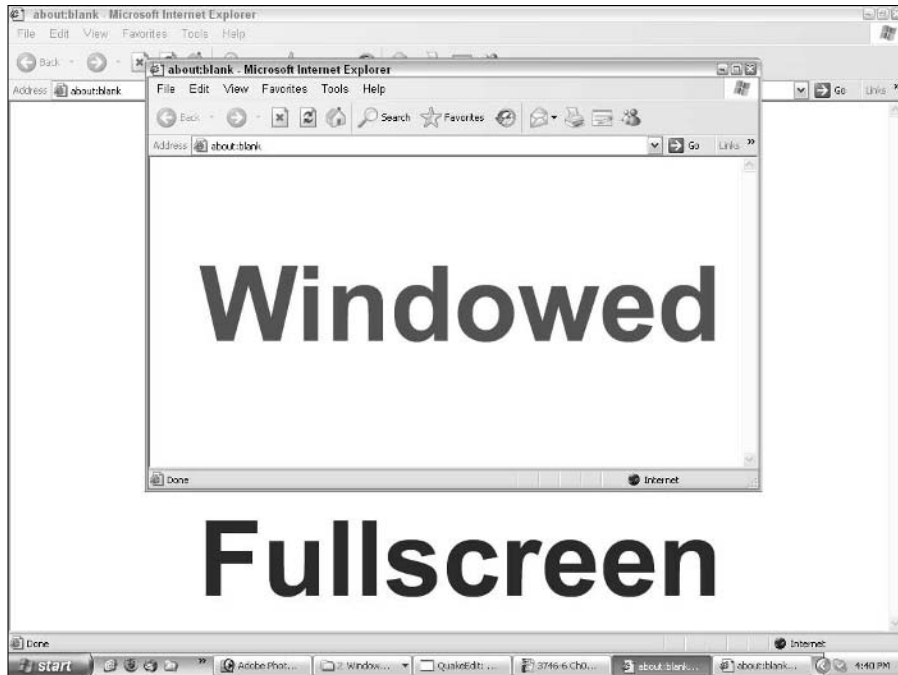 about:blank - Microsoft Internet Explorer
File Edit View Favorites Tools Help
Back
Address about:blank Go Links »
about:blank - Microsoft Internet Explorer
File Edit View Favorites Tools Help
Back Search Favorites
Address about:blank Go Links »
Windowed
Done Internet
Fullscreen
Done Internet
start » Adobe Phot... 2 Window... QuakeEdit: ... 3746-6 Ch0... about:blank... about:blank... 4:40 PM